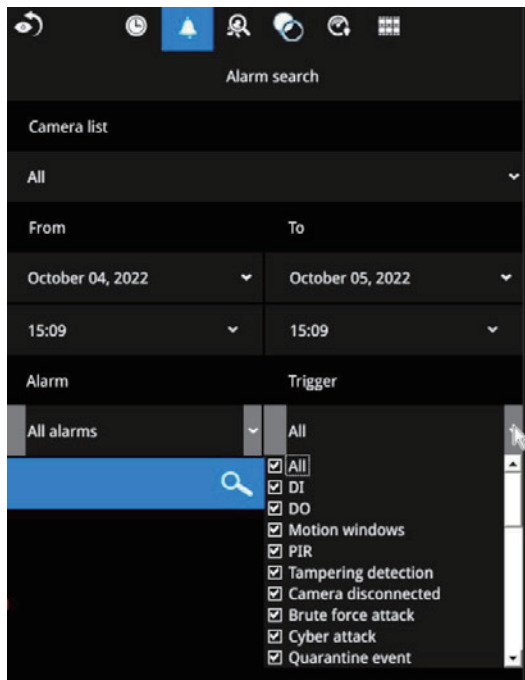 Alarm search
Camera list
All
From To
October 04, 2022 October 05, 2022
15:09 15:09
Alarm Trigger
All alarms All
All
DI
DO
Motion windows
PIR
Tampering detection
Camera disconnected
Brute force attack
Cyber attack
Quarantine event